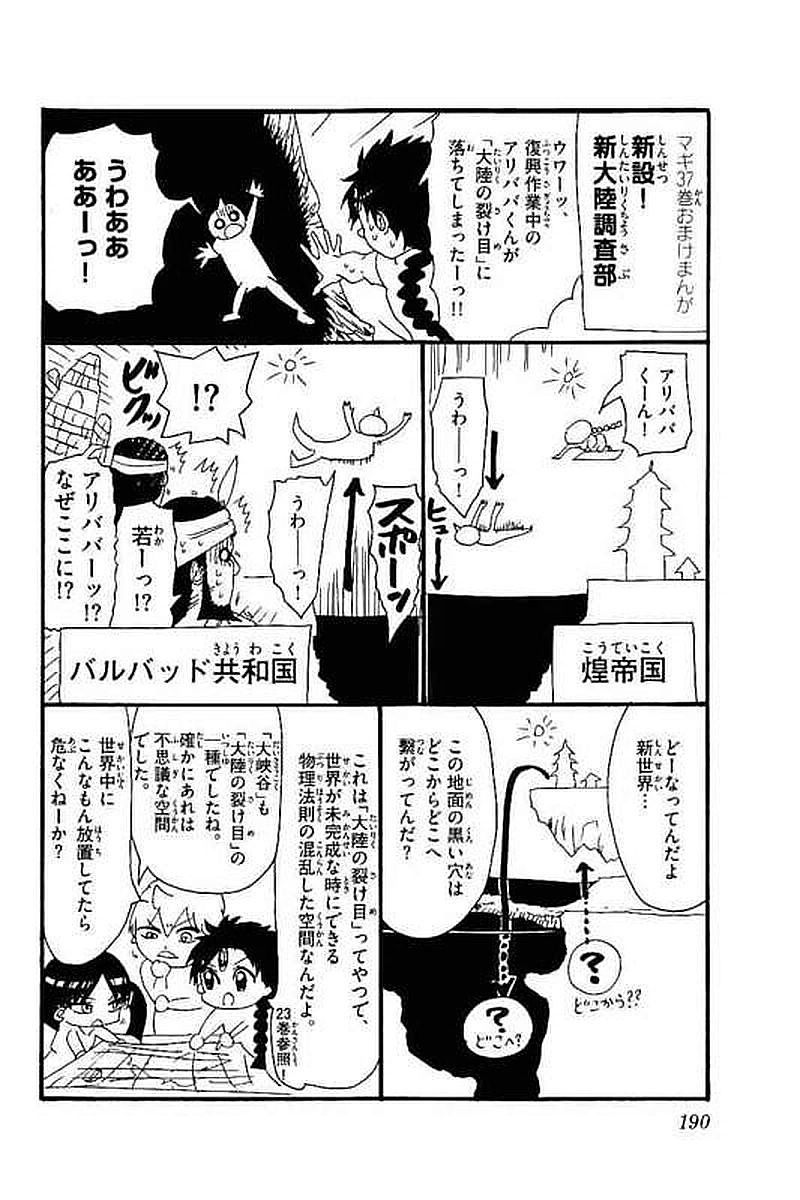 マギ37巻おまけまんが
新設!
新大陸調査部
ウワーッ、
復興作業中の
アリババくんが
「大陸の裂け目」に
落ちてしまったーっ!!
うわああ
ああーっ!
アリババ
くーん!
うわーっ!
ヒュー
煌帝国
スポーン
うわーっ!
!?
ビクッ
若ーっ!?
アリババーッ!?
なぜここに!?
バルバッド共和国
どーなってんだよ
新世界…
この地面の黒い穴は
どこからどこへ
繋がってんだ?
?
どこから??
?
どこへ?
これは「大陸の裂け目」ってやつで、
世界が未完成な時にできる
物理法則の混乱した空間なんだよ。
23巻参照!
「大峡谷」も
「大陸の裂け目」の
一種でしたね。
確かにあれは
不思議な空間
でした。
世界中に
こんなもん放置してたら
危なくねーか?
190